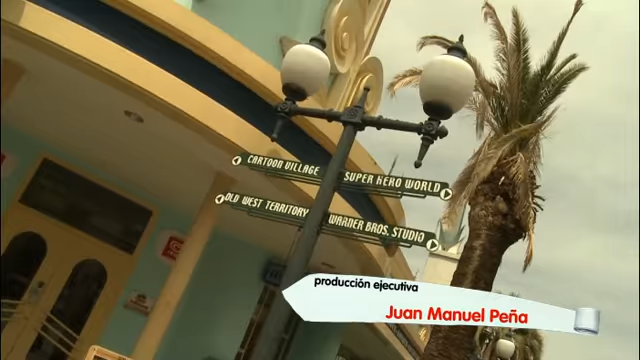 CARTOON VILLAGE
SUPER HERO WORLD
OLD WEST TERRITORY
WARNER BROS. STUDIO
producción ejecutiva
Juan Manuel Peña